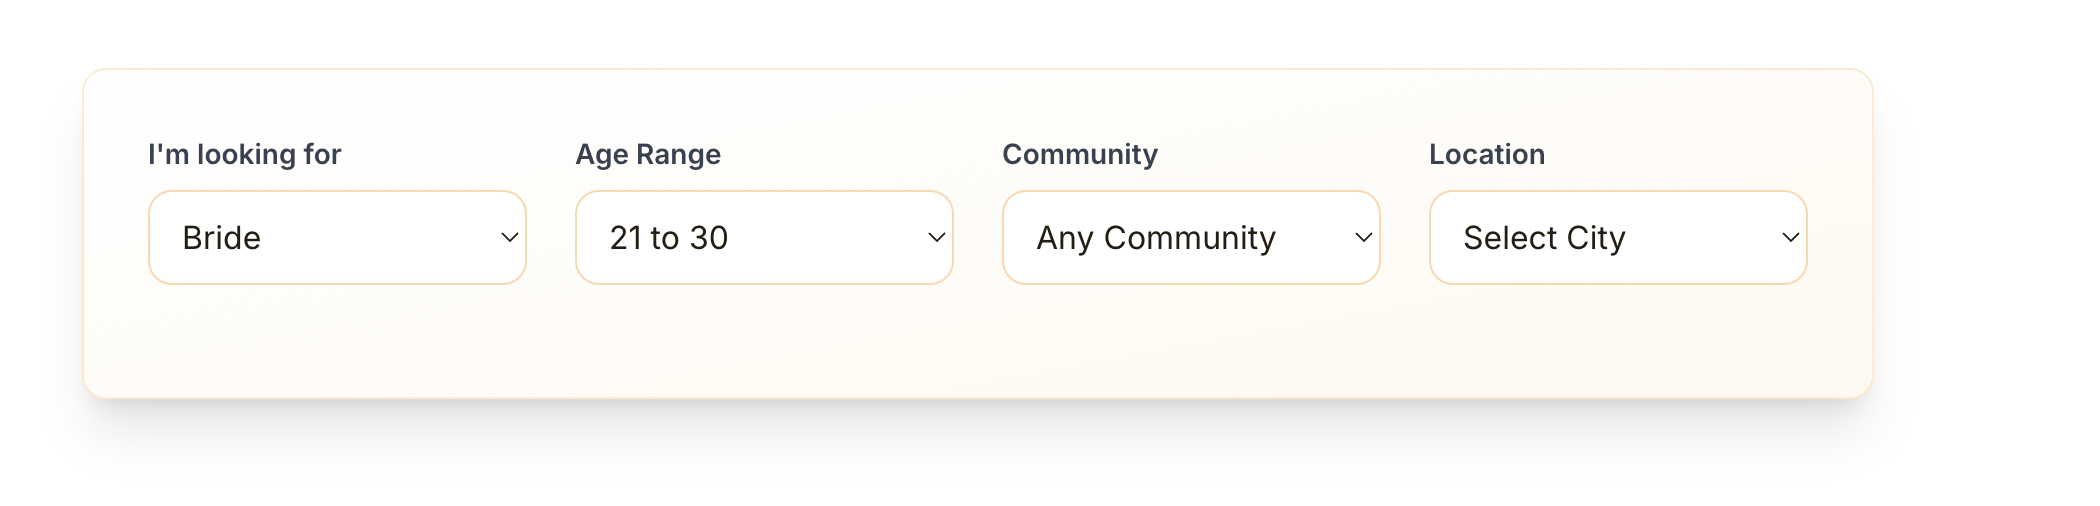 I'm looking for
Age Range
Community
Location
Bride
21 to 30
Any Community
Select City